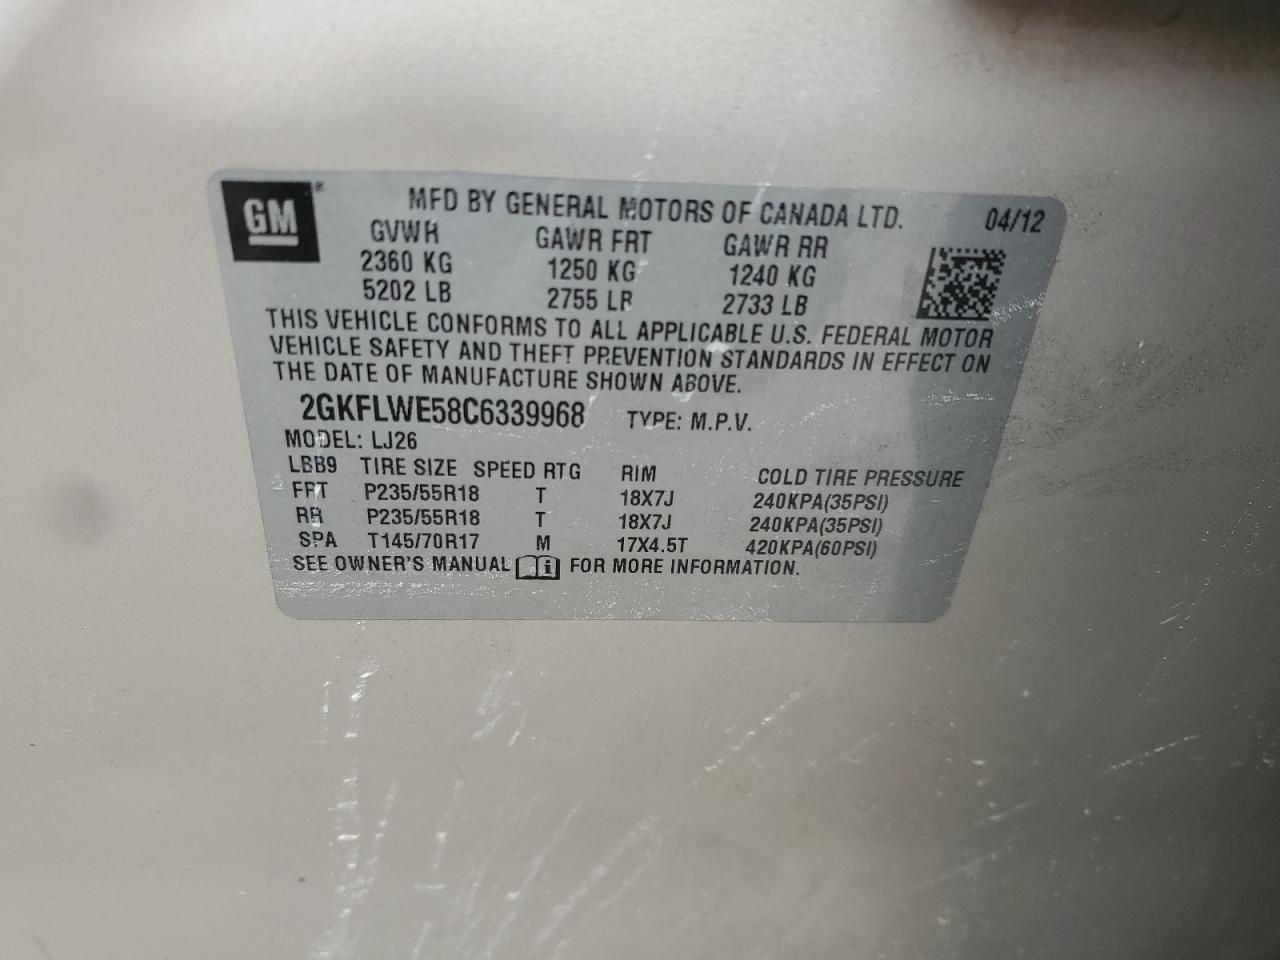 GM®
MFD BY GENERAL MOTORS OF CANADA LTD. 04/12
GVWR GAWR FRT GAWR RR
2360 KG 1250 KG 1240 KG
5202 LB 2755 LB 2733 LB
THIS VEHICLE CONFORMS TO ALL APPLICABLE U.S. FEDERAL MOTOR
VEHICLE SAFETY AND THEFT PREVENTION STANDARDS IN EFFECT ON
THE DATE OF MANUFACTURE SHOWN ABOVE.
2GKFLWE58C6339968 TYPE: M.P.V.
MODEL: LJ26
LBB9 TIRE SIZE SPEED RTG RIM COLD TIRE PRESSURE
FRT P235/55R18 T 18X7J 240KPA(35PSI)
RR P235/55R18 T 18X7J 240KPA(35PSI)
SPA T145/70R17 M 17X4.5T 420KPA(60PSI)
SEE OWNER'S MANUAL i FOR MORE INFORMATION.